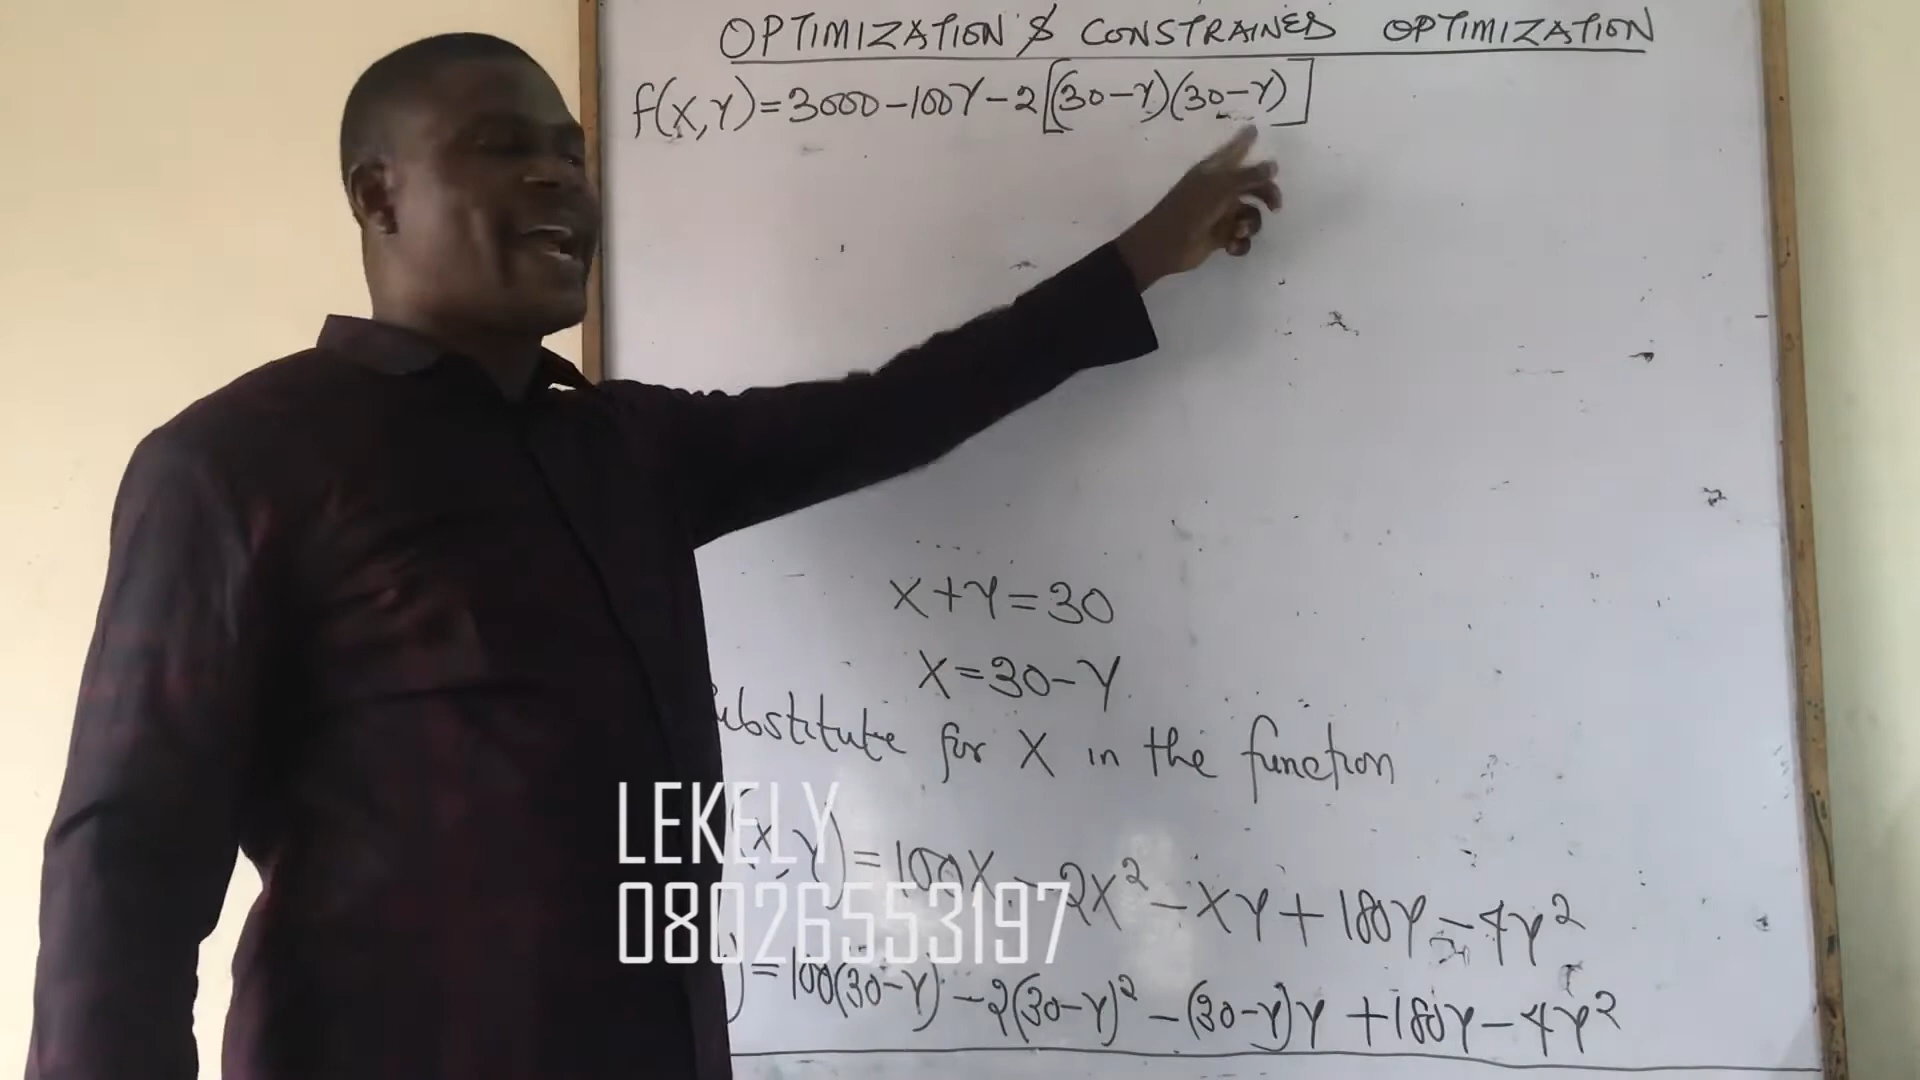 OPTIMIZATION & CONSTRAINED OPTIMIZATION
f(X,Y)=3000-100Y-2[(30-Y)(30-Y)]
X+Y=30
X=30-Y
ubstitute for X in the function
(X,Y)=100X-2X²-XY+180Y-4Y²
)=100(30-Y)-2(30-Y)²-(30-Y)Y+180Y-4Y²
LEKELY
08026553197